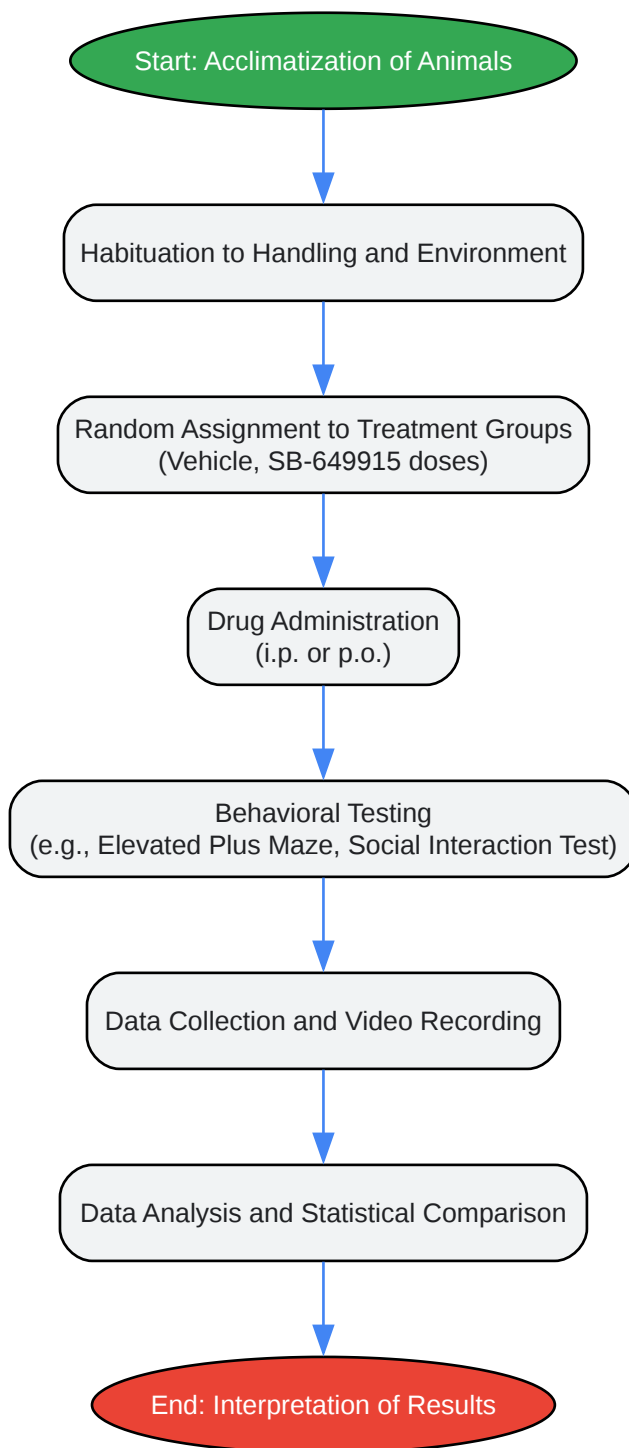 Start: Acclimatization of Animals
Habituation to Handling and Environment
Random Assignment to Treatment Groups
(Vehicle, SB-649915 doses)
Drug Administration
(i.p. or p.o.)
Behavioral Testing
(e.g., Elevated Plus Maze, Social Interaction Test)
Data Collection and Video Recording
Data Analysis and Statistical Comparison
End: Interpretation of Results